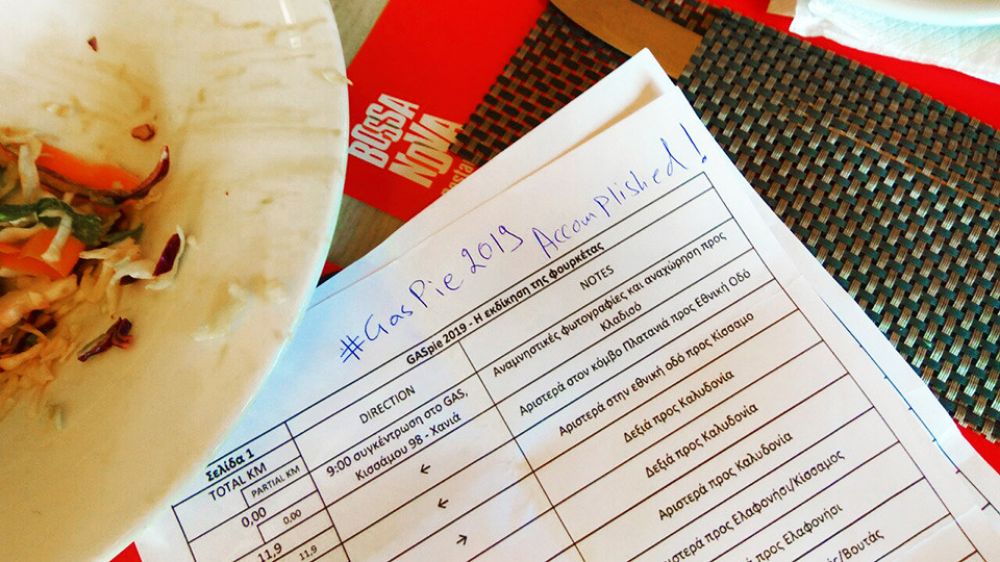 BOSSA
NOVA
#GasPie 2019 Accomplished!
GASpie 2019 - Η εκδίκηση της φουρκέτας
Σελίδα 1
TOTAL KM
PARTIAL KM
DIRECTION
NOTES
0,00
0,00
9:00 συγκέντρωση στο GAS,
Κισσάμου 98 - Χανιά
Αναμνηστικές φωτογραφίες και αναχώρηση προς
Κλαδισό
11,9
11,9
←
Αριστερά στον κόμβο Πλατανιά προς Εθνική Οδό
←
Αριστερά στην εθνική οδό προς Κίσσαμο
→
Δεξιά προς Καλυδονία
Δεξιά προς Καλυδονία
Αριστερά προς Καλυδονία
προς Ελαφονήσι/Κίσσαμος
προς Ελαφονήσι